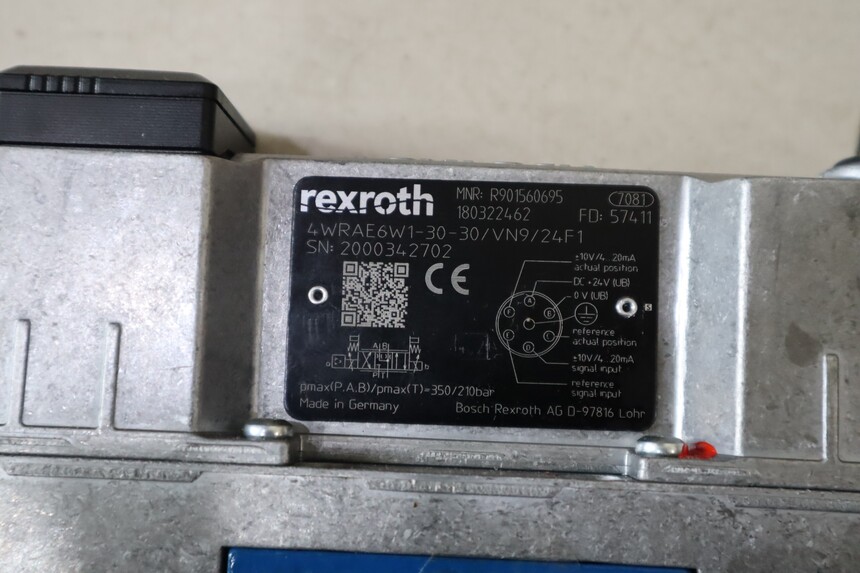 rexroth
MNR: R901560695
7081
180322462
FD: 57411
4WRAE6W1-30-30/VN9/24F1
SN: 2000342702
CE
±10V/4...20mA
actual position
DC +24V (UB)
0 V (UB)
reference
actual position
±10V/4...20mA
signal input
reference
signal input
A
B
F
E
D
a
A B
b
P T
pmax(P,A,B)/pmax(T)=350/210bar
Made in Germany
Bosch Rexroth AG D-97816 Lohr